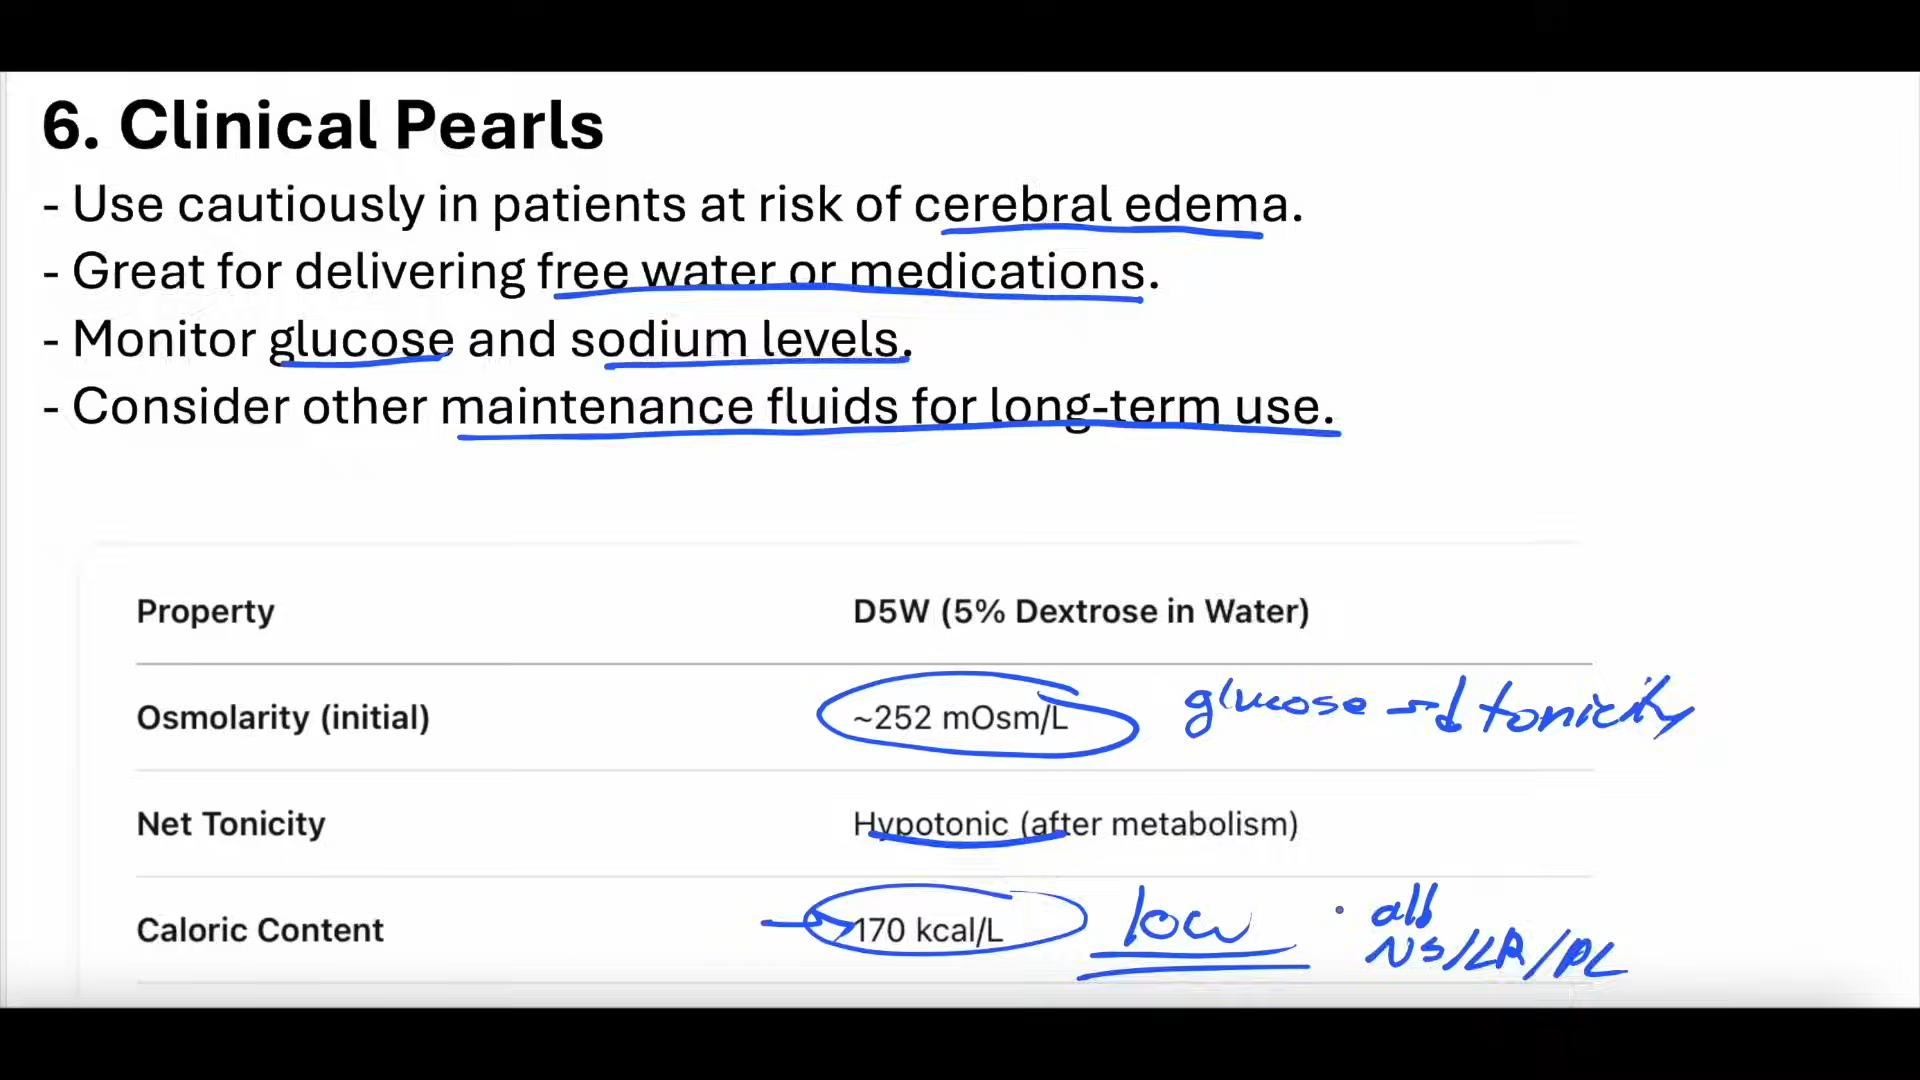 6. Clinical Pearls
- Use cautiously in patients at risk of cerebral edema.
- Great for delivering free water or medications.
- Monitor glucose and sodium levels.
- Consider other maintenance fluids for long-term use.
Property D5W (5% Dextrose in Water)
Osmolarity (initial) ~252 mOsm/L glucose →↓ tonicity
Net Tonicity Hypotonic (after metabolism)
Caloric Content 170 kcal/L low
NS/LR/PL